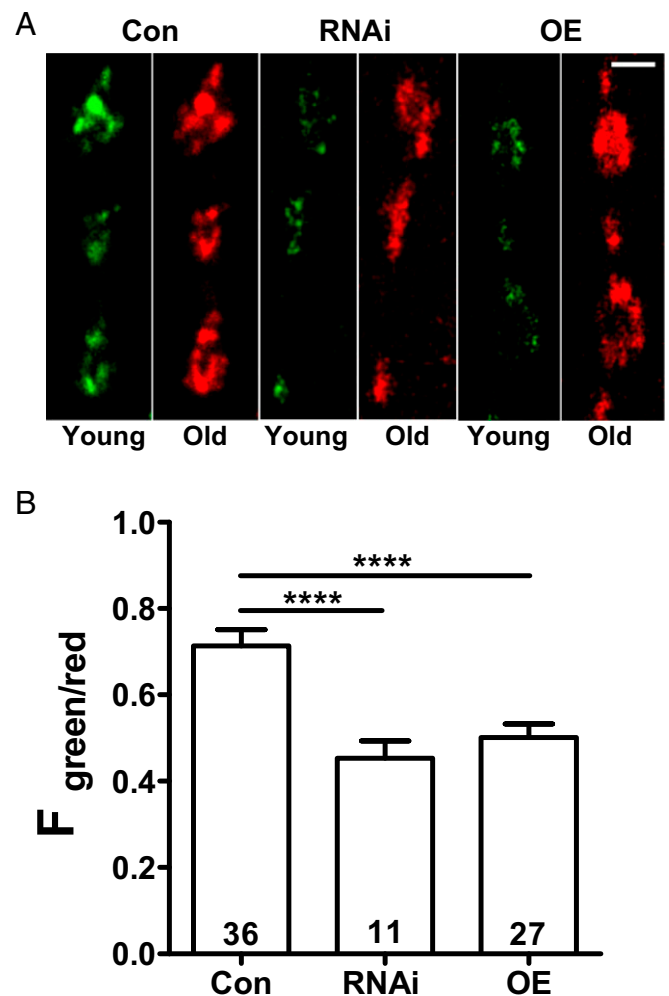 A
Con RNAi OE
Young Old Young Old Young Old
B
1.0
0.8
0.6
0.4
0.2
0.0
F green/red
****
****
36 11 27
Con RNAi OE